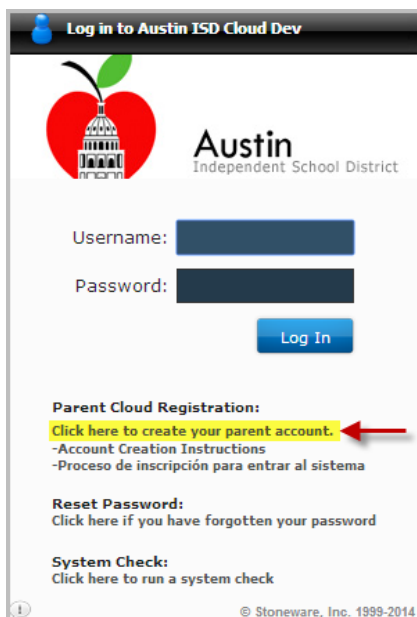 Log in to Austin ISD Cloud Dev
Austin
Independent School District
Username:
Password:
Log In
Parent Cloud Registration:
Click here to create your parent account.
-Account Creation Instructions
-Proceso de inscripción para entrar al sistema
Reset Password:
Click here if you have forgotten your password
System Check:
Click here to run a system check
© Stoneware, Inc. 1999-2014